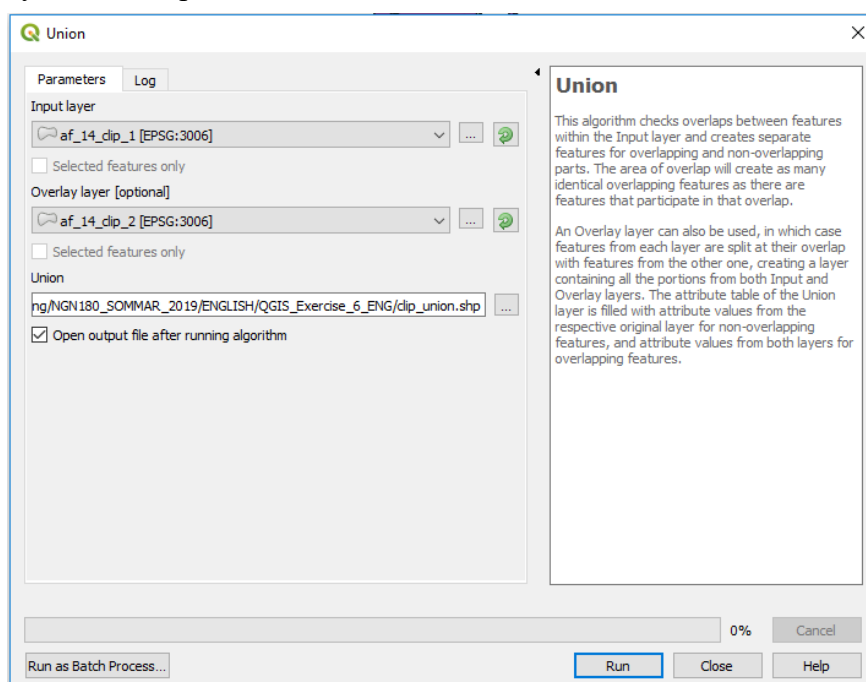 Union
Parameters
Log
Input layer
af_14_clip_1 [EPSG:3006]
...
Selected features only
Overlay layer [optional]
af_14_clip_2 [EPSG:3006]
...
Selected features only
Union
ng/NGN180_SOMMAR_2019/ENGLISH/QGIS_Exercise_6_ENG/clip_union.shp
...
Open output file after running algorithm
Union
This algorithm checks overlaps between features
within the Input layer and creates separate
features for overlapping and non-overlapping
parts. The area of overlap will create as many
identical overlapping features as there are
features that participate in that overlap.
An Overlay layer can also be used, in which case
features from each layer are split at their overlap
with features from the other one, creating a layer
containing all the portions from both Input and
Overlay layers. The attribute table of the Union
layer is filled with attribute values from the
respective original layer for non-overlapping
features, and attribute values from both layers for
overlapping features.
0%
Cancel
Run as Batch Process...
Run
Close
Help